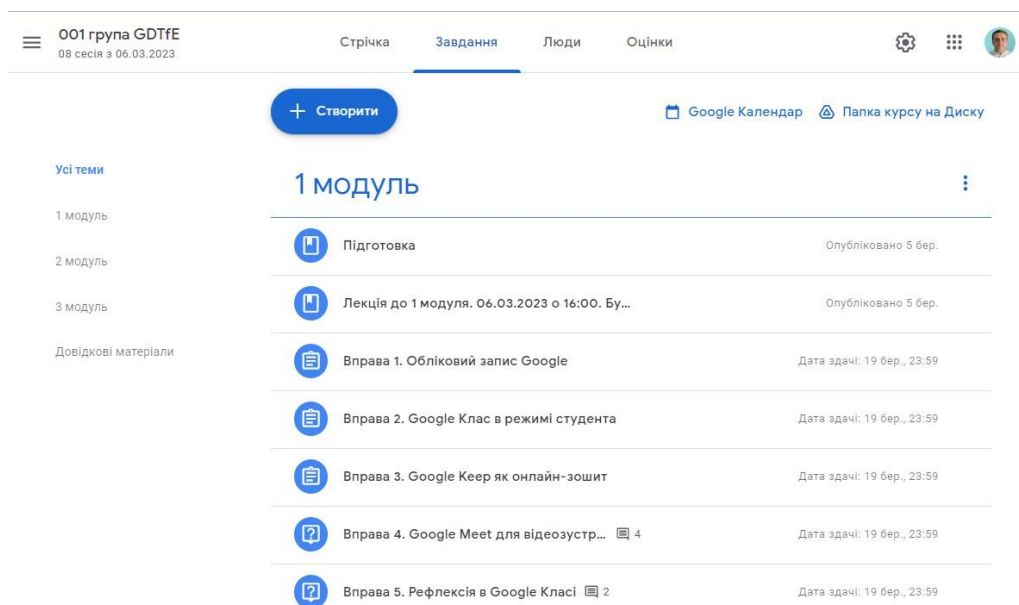 001 група GDTfE
08 сесія з 06.03.2023
Стрічка Завдання Люди Оцінки
Створити
Google Календар Папка курсу на Диску
Усі теми
1 модуль
2 модуль
3 модуль
Довідкові матеріали
1 модуль
Підготовка Опубліковано 5 бер.
Лекція до 1 модуля. 06.03.2023 о 16:00. Бу... Опубліковано 5 бер.
Вправа 1. Обліковий запис Google Дата здачі: 19 бер., 23:59
Вправа 2. Google Клас в режимі студента Дата здачі: 19 бер., 23:59
Вправа 3. Google Keep як онлайн-зошит Дата здачі: 19 бер., 23:59
Вправа 4. Google Meet для відеозустр... 4 Дата здачі: 19 бер., 23:59
Вправа 5. Рефлексія в Google Класі 2 Дата здачі: 19 бер., 23:59